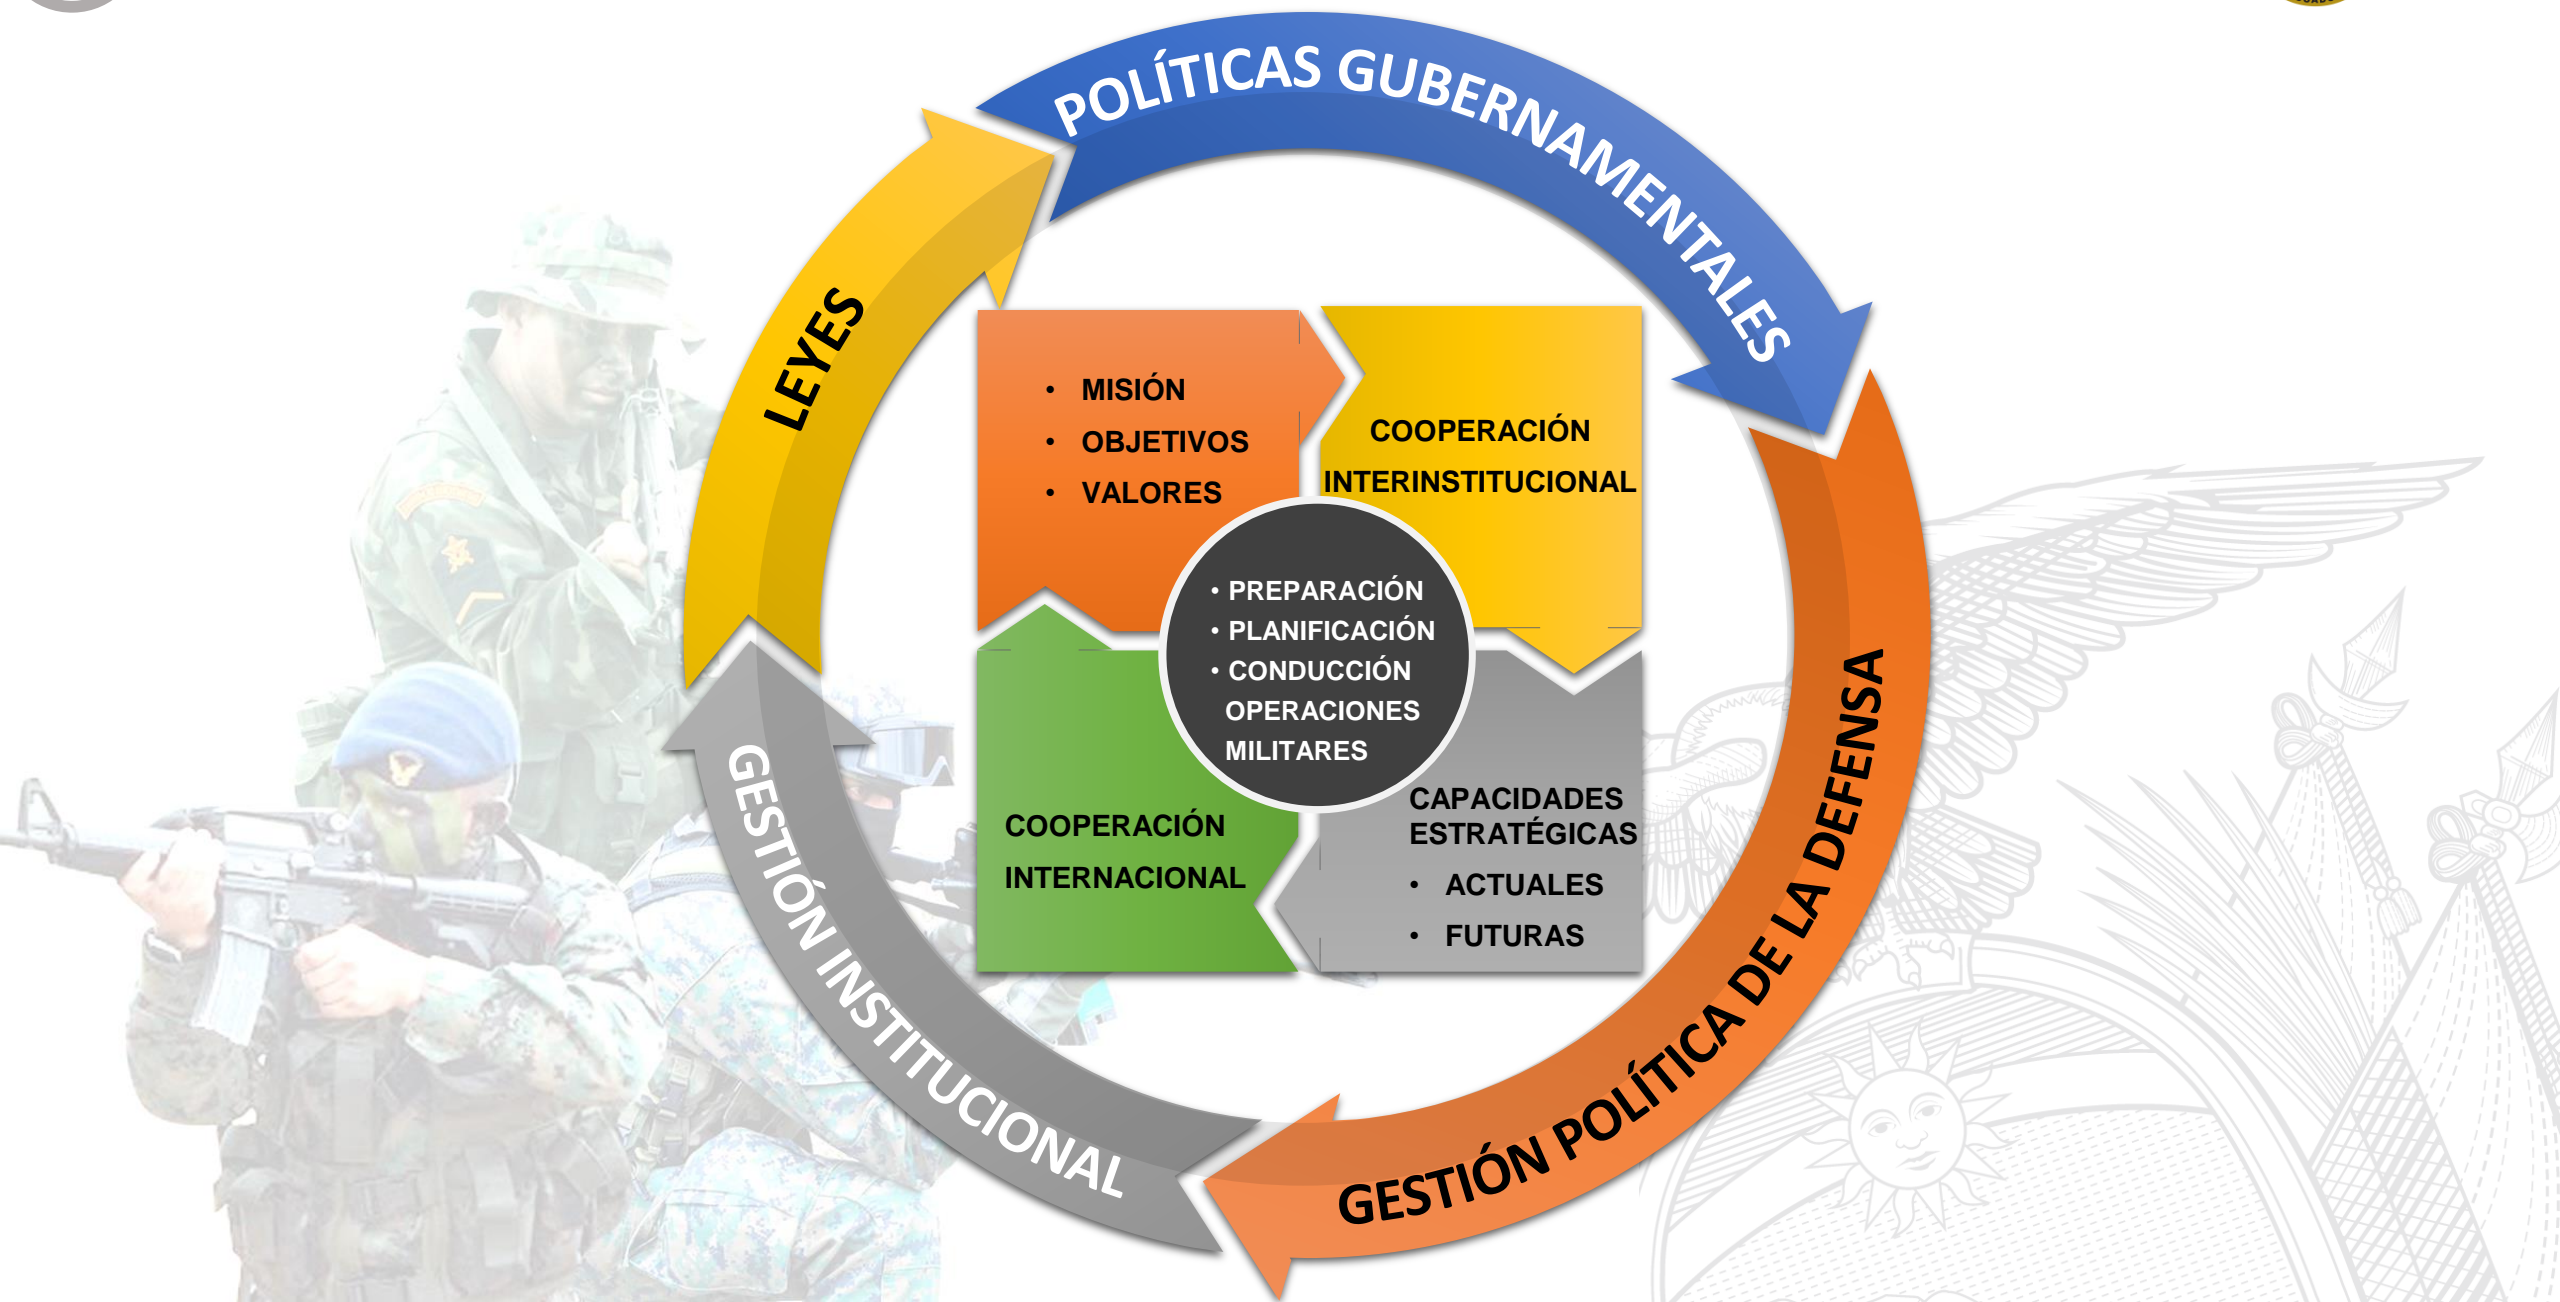 POLÍTICAS GUBERNAMENTALES
LEYES
• MISIÓN
• OBJETIVOS
• VALORES
COOPERACIÓN
INTERINSTITUCIONAL
• PREPARACIÓN
• PLANIFICACIÓN
• CONDUCCIÓN
OPERACIONES
MILITARES
COOPERACIÓN
INTERNACIONAL
CAPACIDADES
ESTRATÉGICAS
• ACTUALES
• FUTURAS
GESTIÓN POLÍTICA DE LA DEFENSA
GESTIÓN INSTITUCIONAL